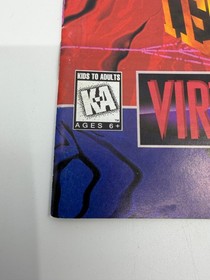 KIDS TO ADULTS
K·A
AGES 6+
VIR